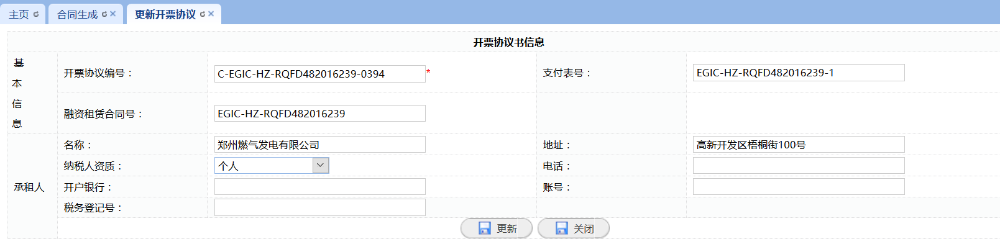 主页 合同生成 更新开票协议
开票协议书信息
基本信息
开票协议编号： C-EGIC-HZ-RQFD482016239-0394 * 支付表号： EGIC-HZ-RQFD482016239-1
融资租赁合同号： EGIC-HZ-RQFD482016239
承租人
名称： 郑州燃气发电有限公司 地址： 高新开发区梧桐街100号
纳税人资质： 个人 电话：
开户银行： 账号：
税务登记号：
更新 关闭